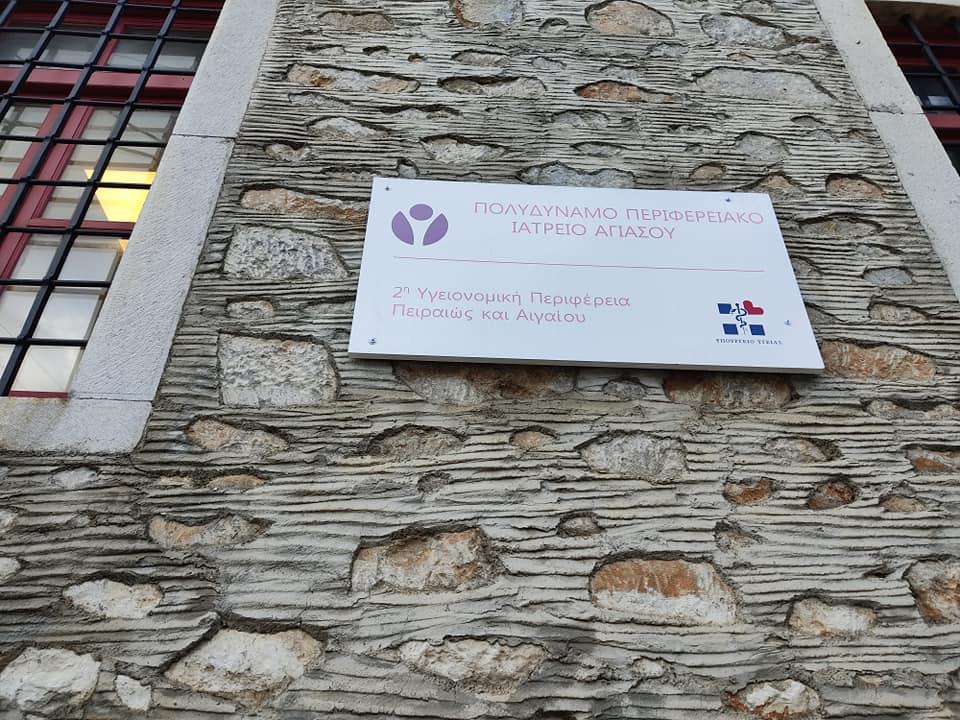 ΠΟΛΥΔΥΝΑΜΟ ΠΕΡΙΦΕΡΕΙΑΚΟ
ΙΑΤΡΕΙΟ ΑΓΙΑΣΟΥ
2η Υγειονομική Περιφέρεια
Πειραιώς και Αιγαίου
ΥΠΟΥΡΓΕΙΟ ΥΓΕΙΑΣ